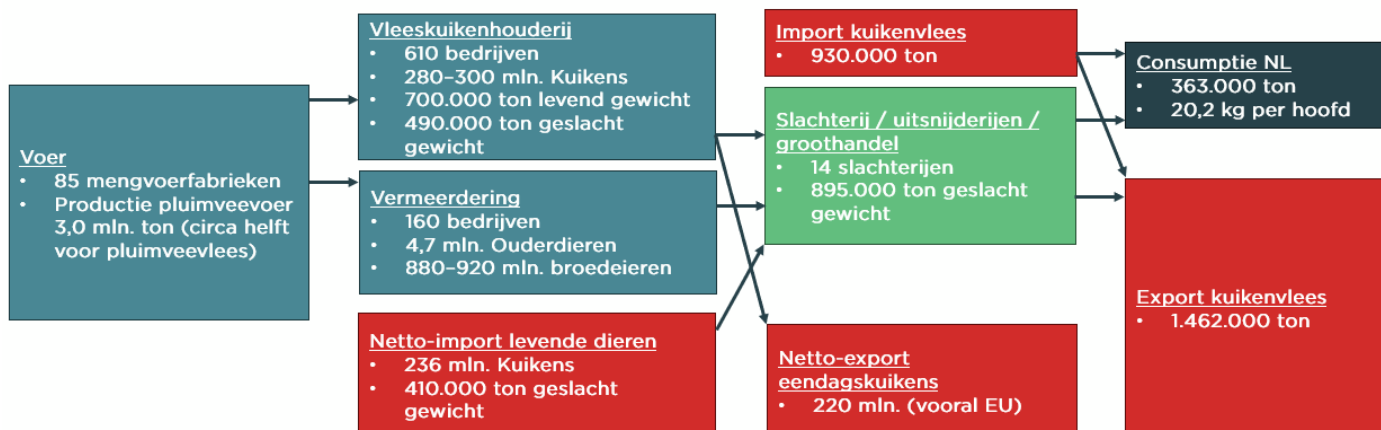 Voer
• 85 mengvoerfabrieken
• Productie pluimveevoer
3,0 mln. ton (circa helft
voor pluimveevlees)
Vleeskuikenhouderij
• 610 bedrijven
• 280-300 mln. Kuikens
• 700.000 ton levend gewicht
• 490.000 ton geslacht
gewicht
Vermeerdering
• 160 bedrijven
• 4,7 mln. Ouderdieren
• 880-920 mln. broedeieren
Netto-import levende dieren
• 236 mln. Kuikens
• 410.000 ton geslacht
gewicht
Import kuikenvlees
• 930.000 ton
Slachterij / uitsnijderijen /
groothandel
• 14 slachterijen
• 895.000 ton geslacht
gewicht
Netto-export
eendagskuikens
• 220 mln. (vooral EU)
Consumptie NL
• 363.000 ton
• 20,2 kg per hoofd
Export kuikenvlees
• 1.462.000 ton